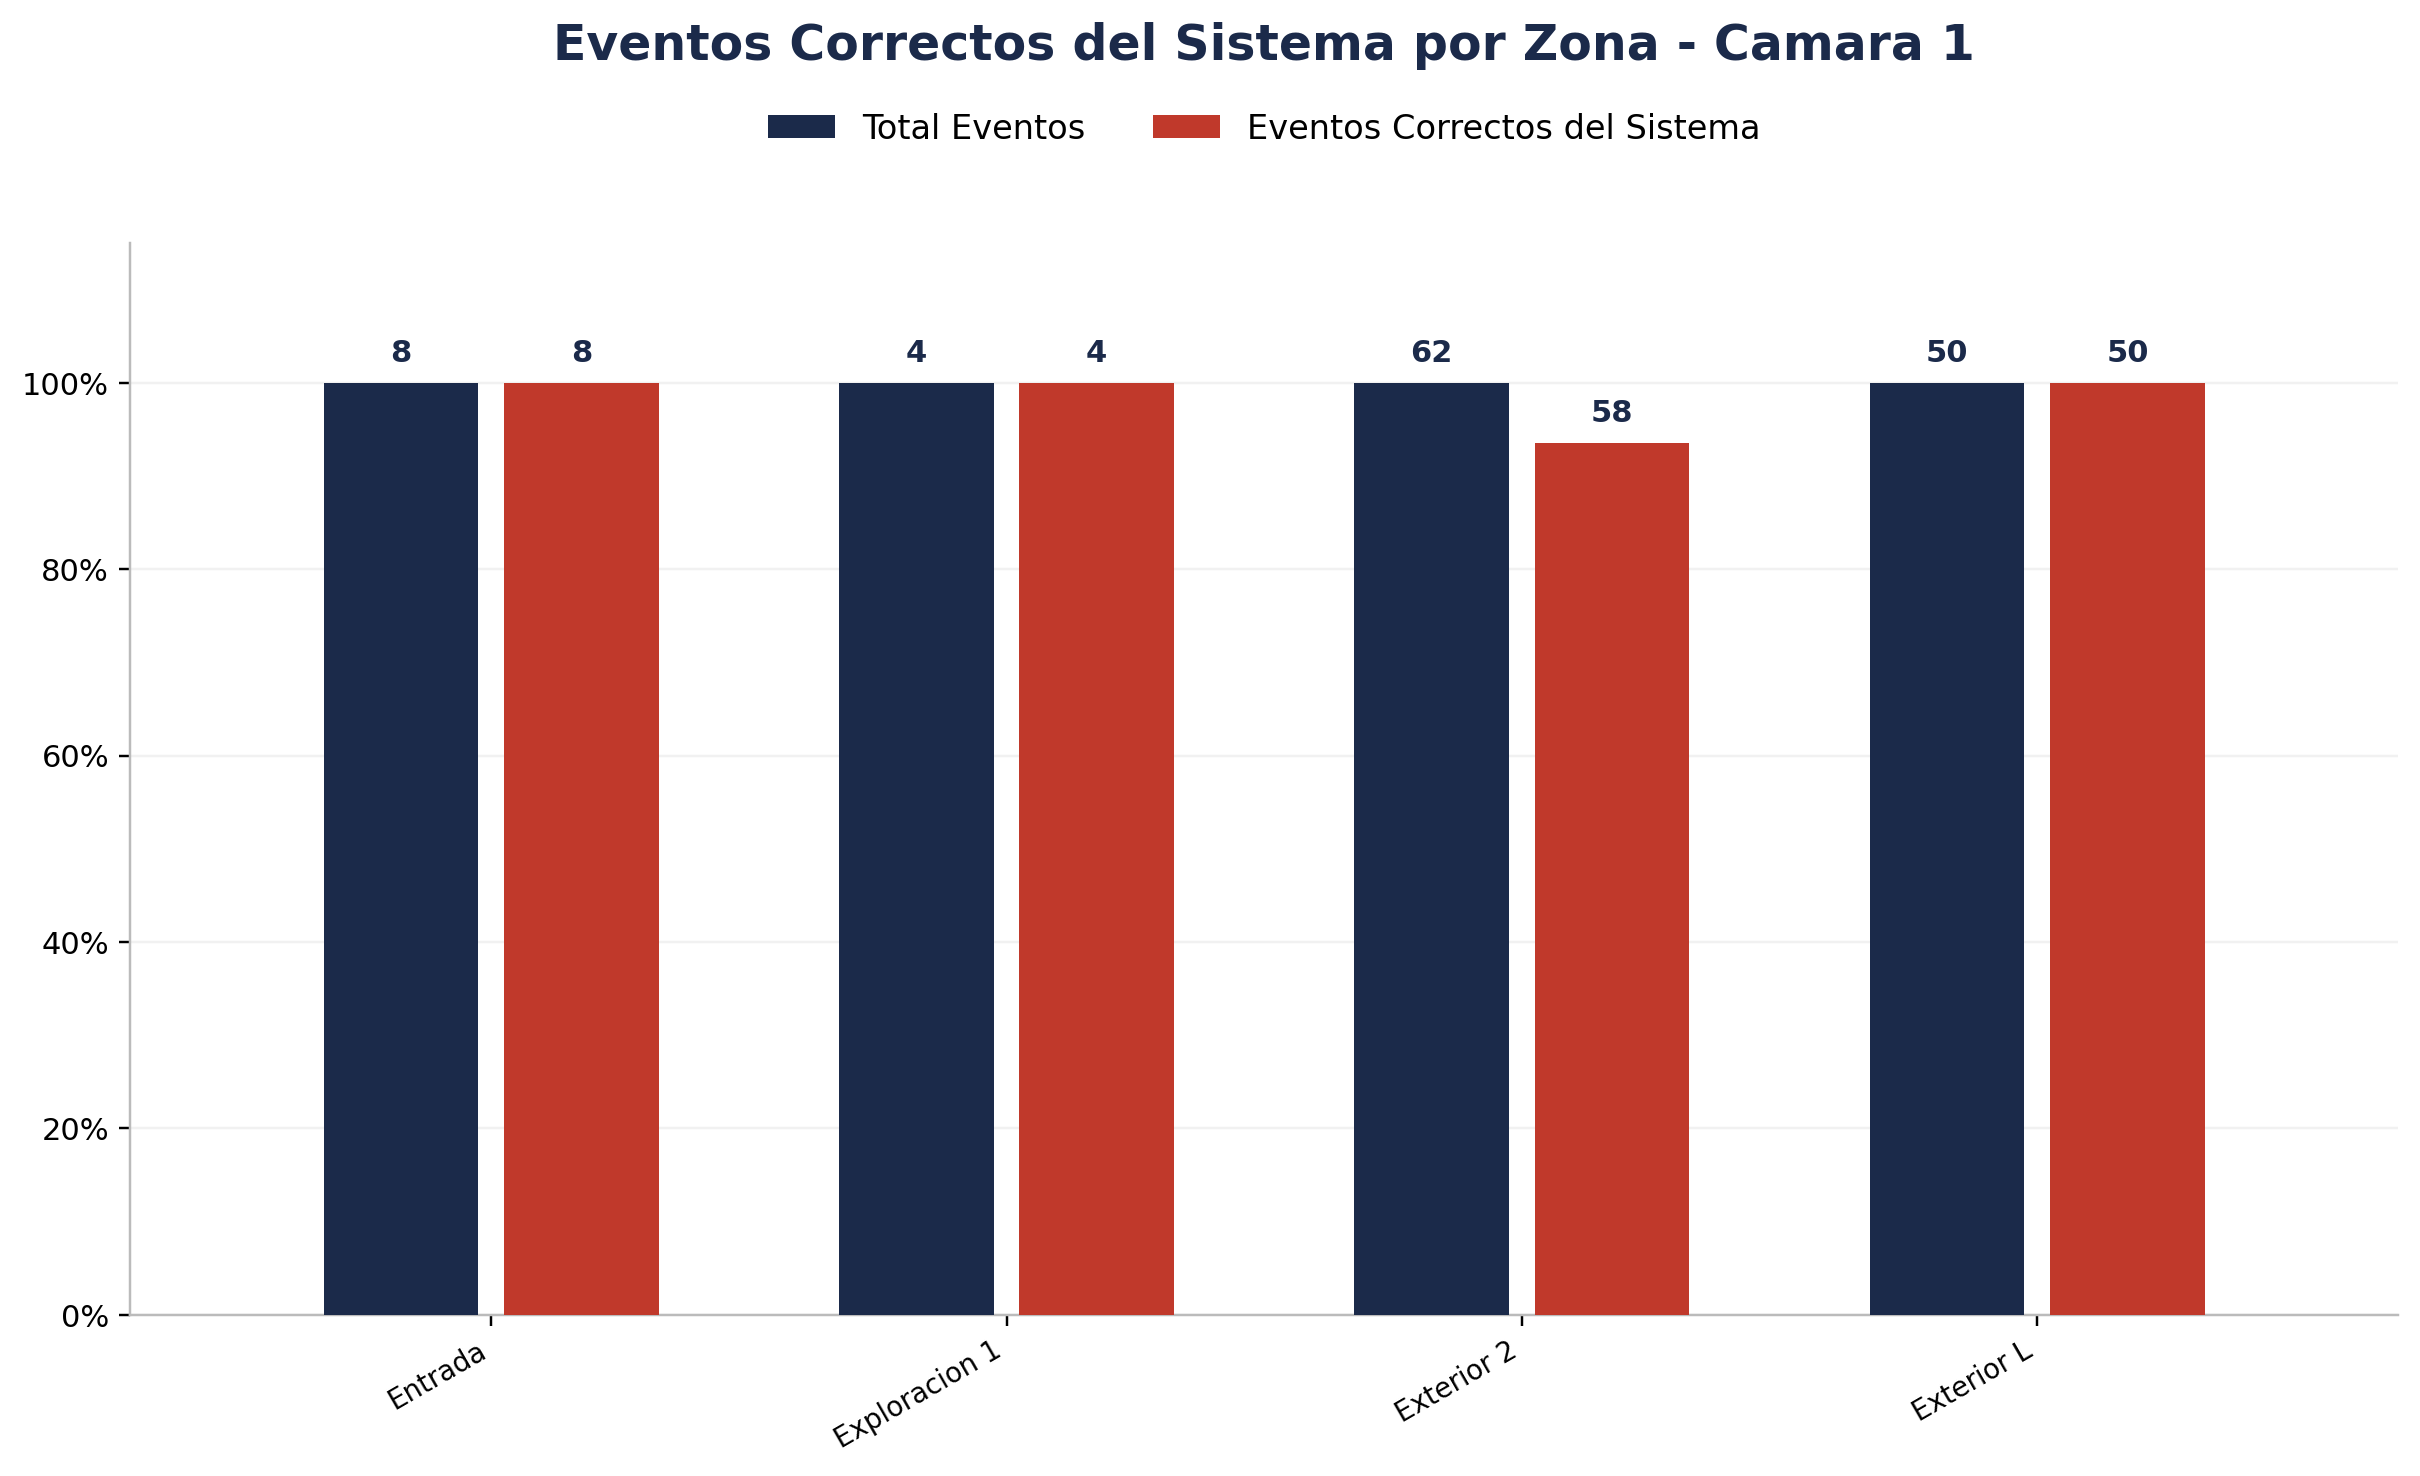 Eventos Correctos del Sistema por Zona - Camara 1
Total Eventos
Eventos Correctos del Sistema
8
8
4
4
62
58
50
50
100%
80%
60%
40%
20%
0%
Entrada
Exploracion 1
Exterior 2
Exterior L